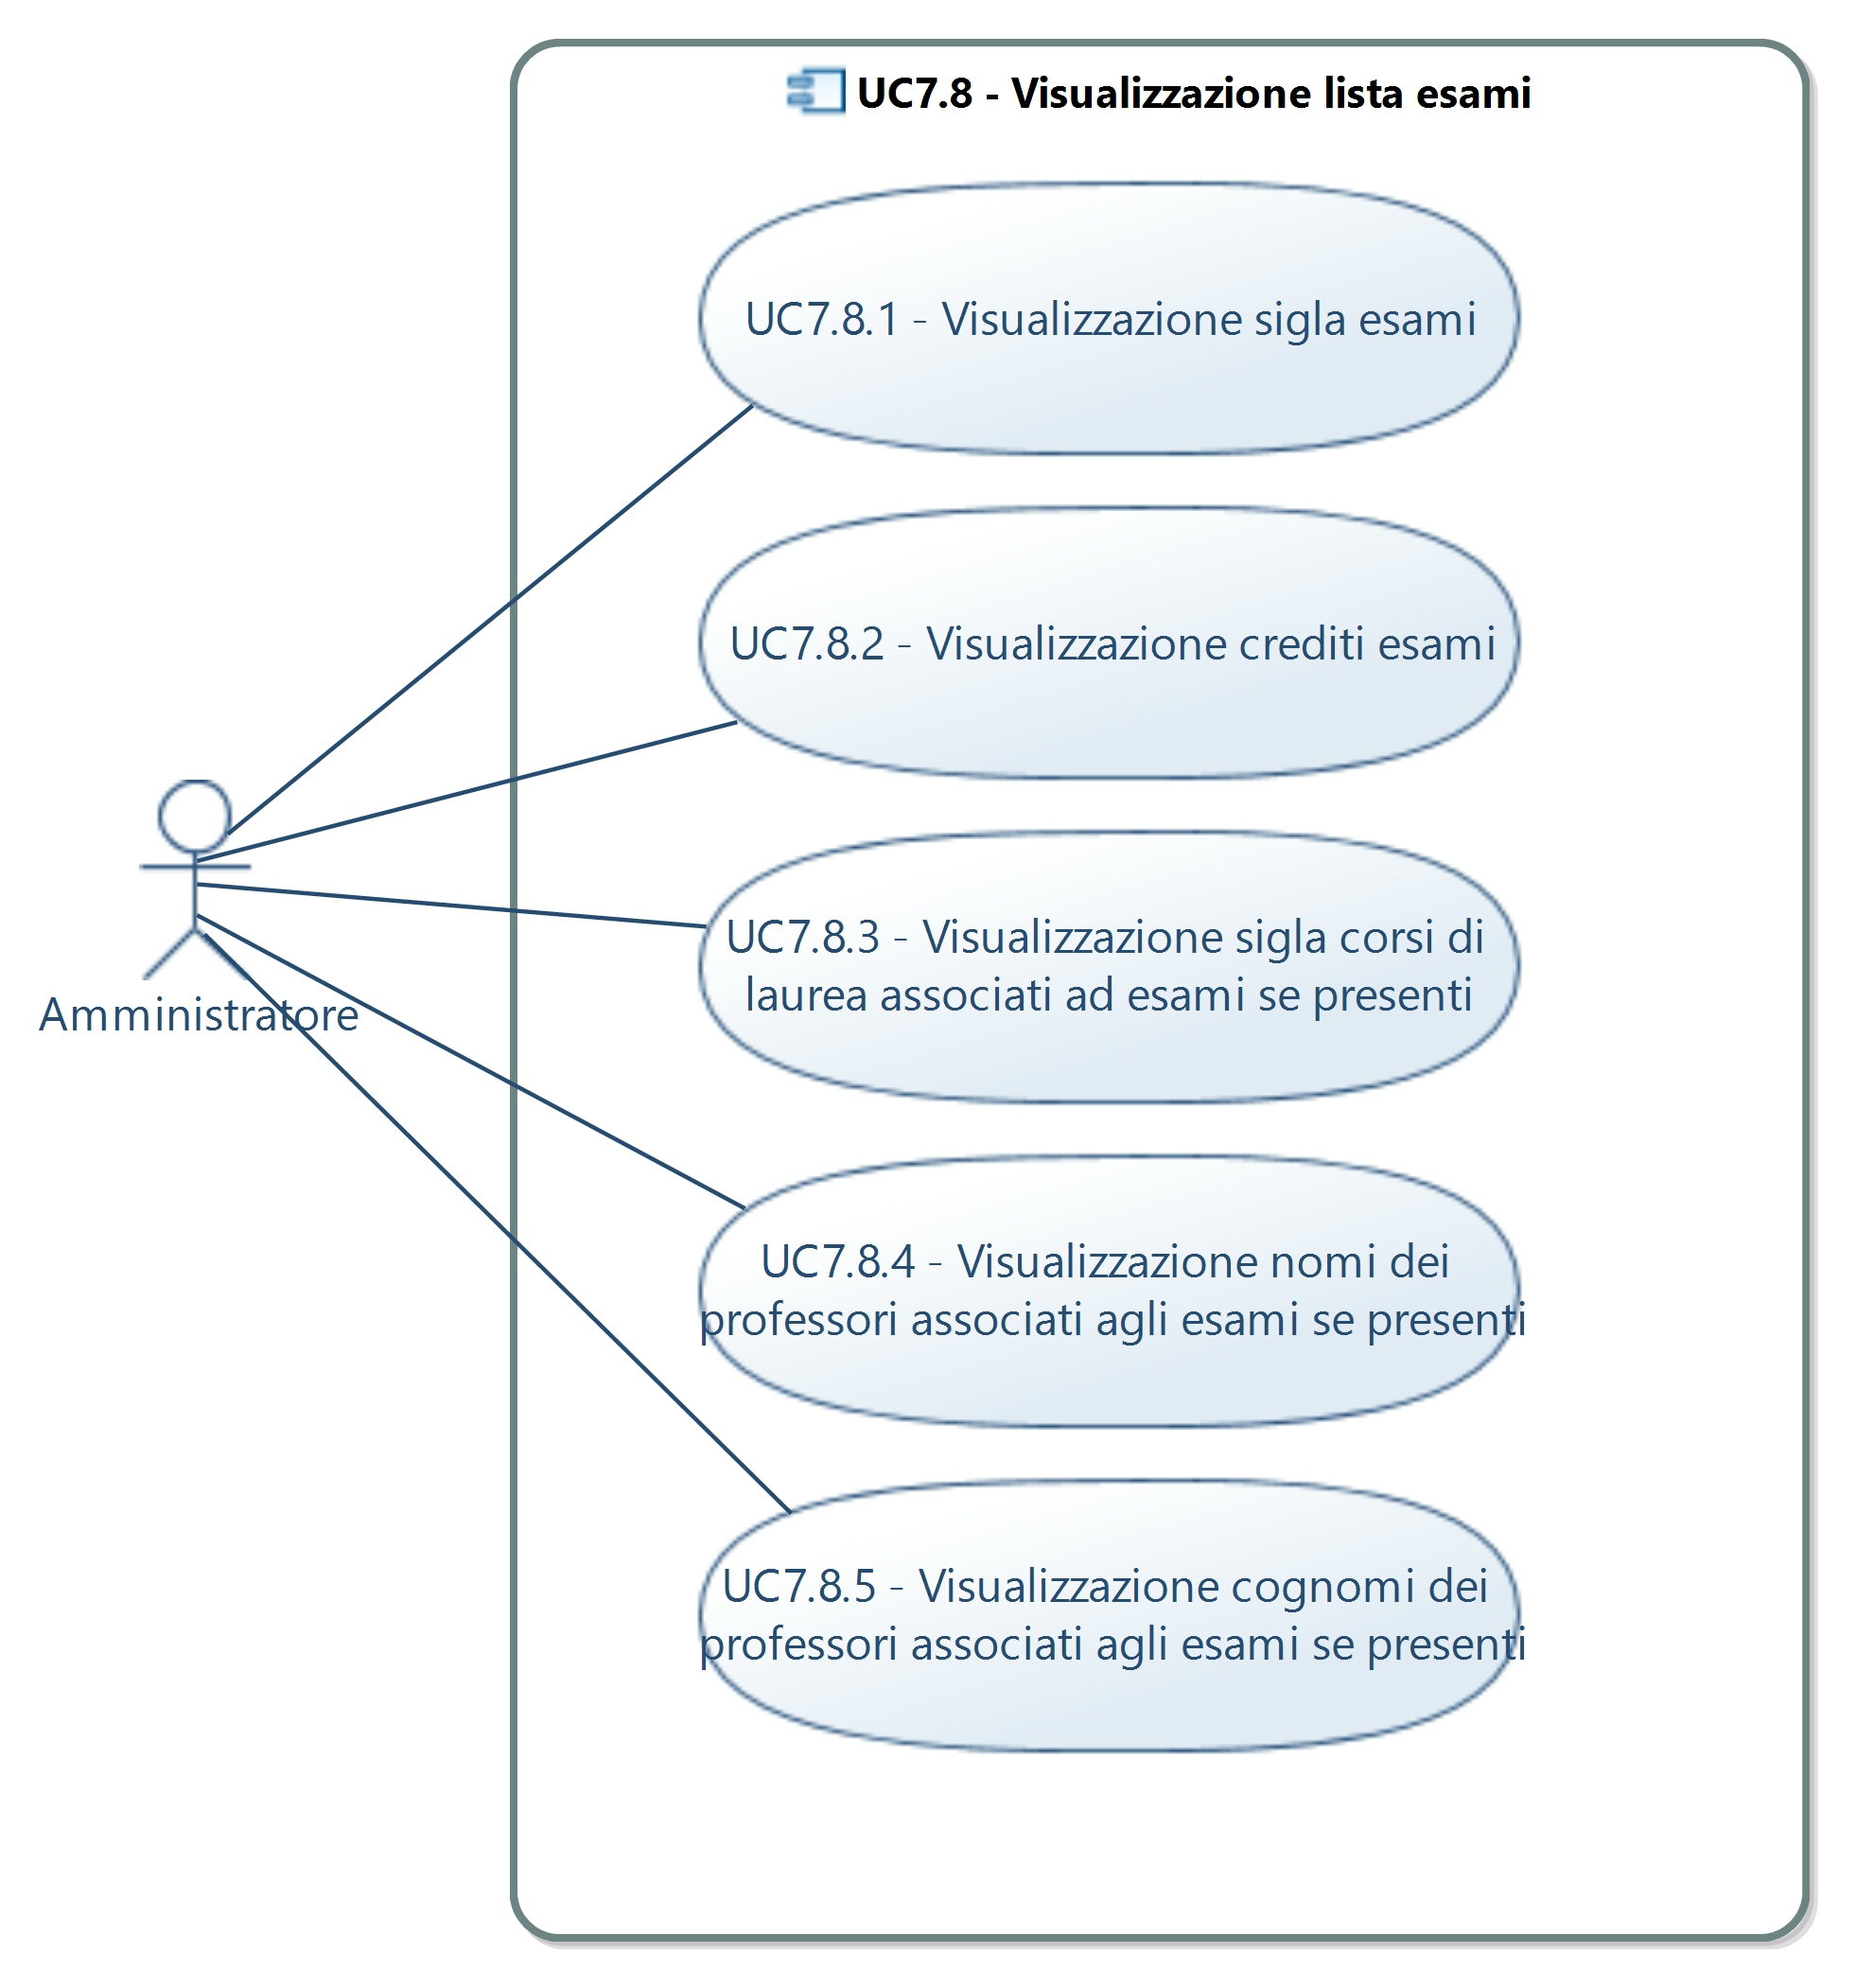 UC7.8 - Visualizzazione lista esami
UC7.8.1 - Visualizzazione sigla esami
UC7.8.2 - Visualizzazione crediti esami
UC7.8.3 - Visualizzazione sigla corsi di
laurea associati ad esami se presenti
Amministratore
UC7.8.4 - Visualizzazione nomi dei
professori associati agli esami se presenti
UC7.8.5 - Visualizzazione cognomi dei
professori associati agli esami se presenti